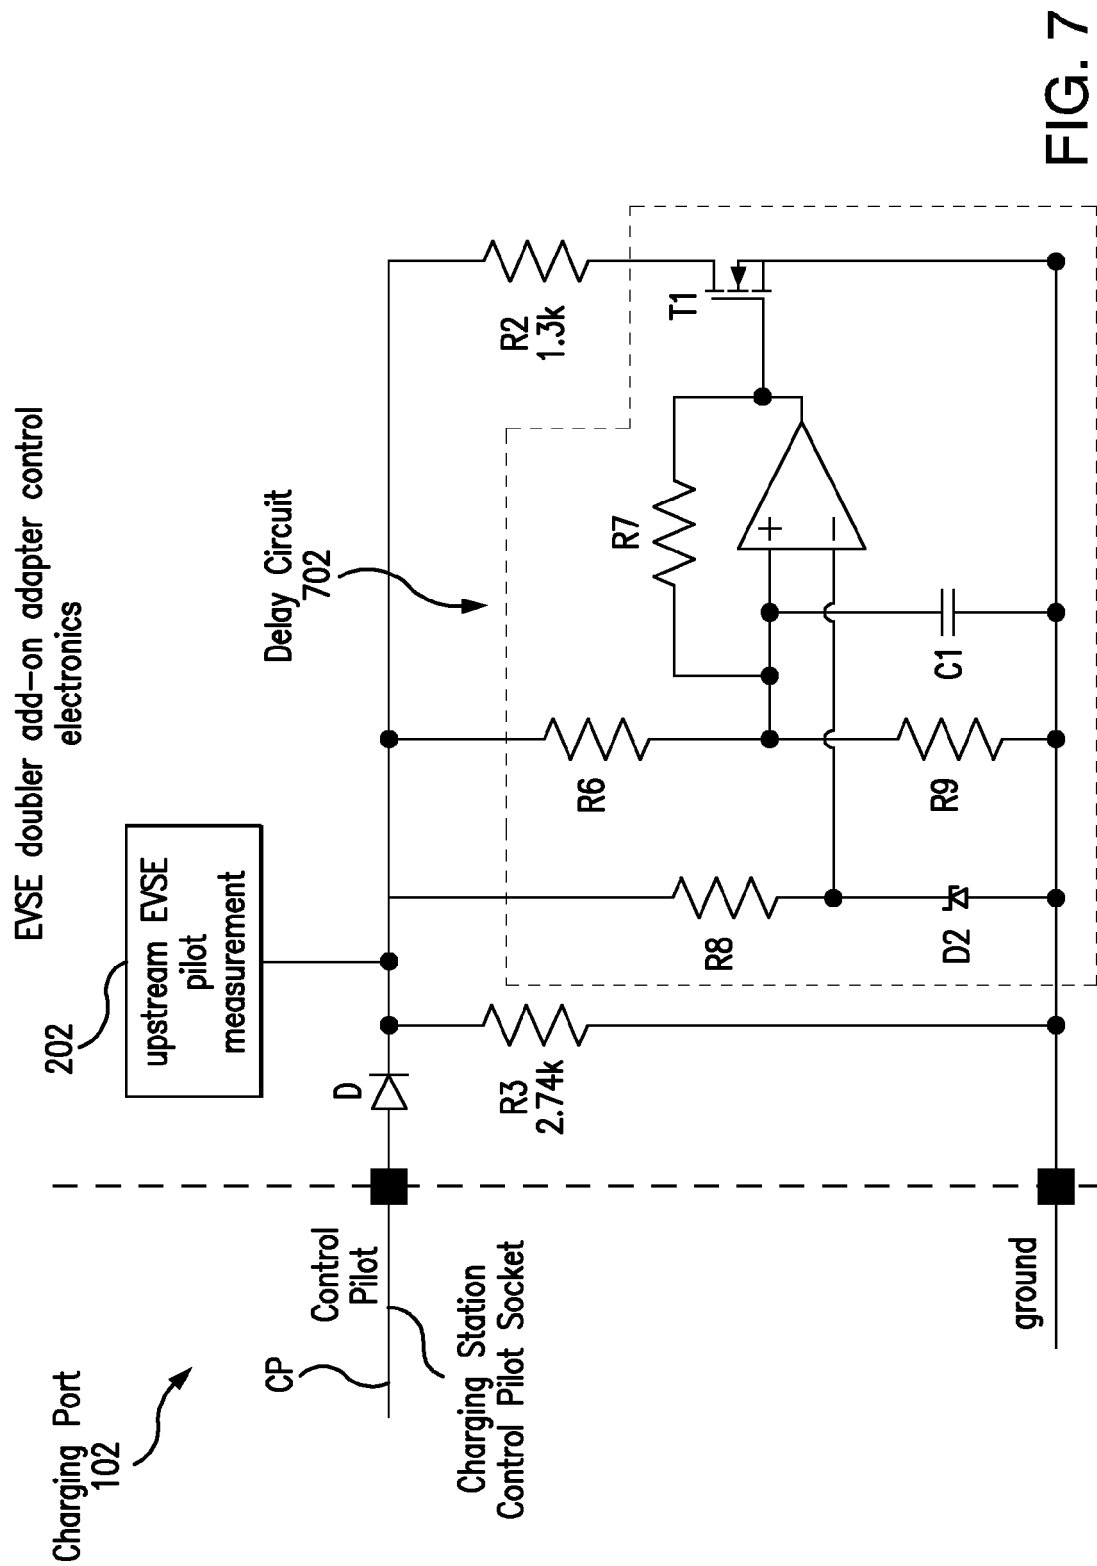 EVSE doubler add-on adapter control
electronics
Charging Port
102
202
upstream EVSE
pilot
measurement
Delay Circuit
702
CP
Control
Pilot
Charging Station
Control Pilot Socket
D
R3
2.74k
R8
D2
R6
R9
R7
C1
+
−
R2
1.3k
T1
ground
FIG. 7